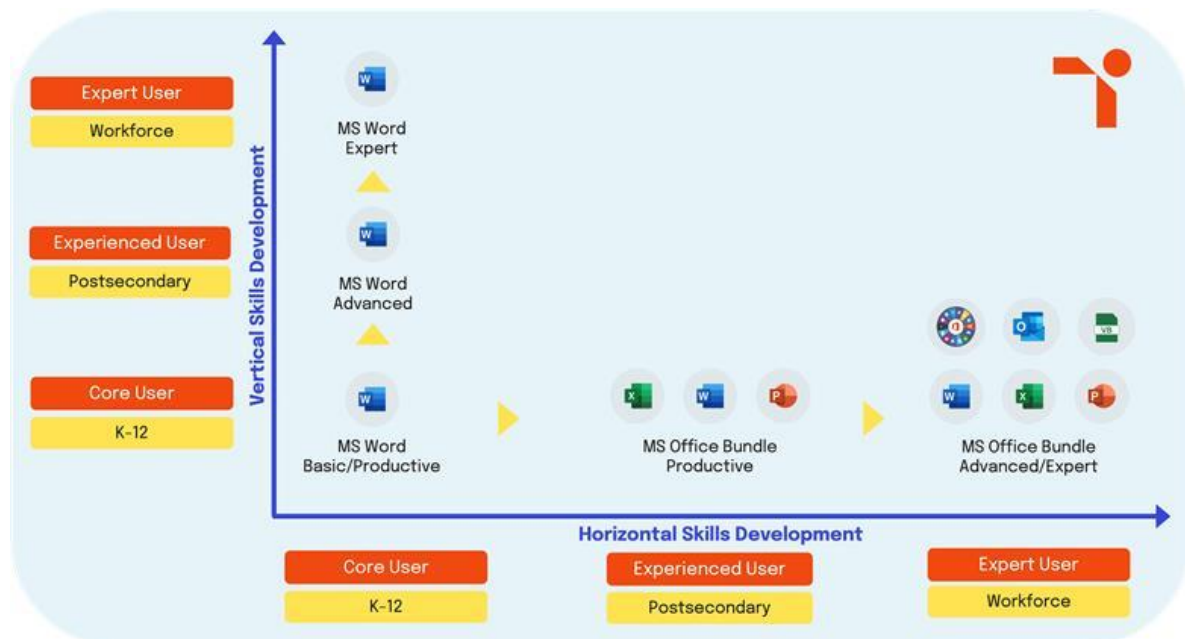 Expert User
Workforce
Experienced User
Postsecondary
Core User
K-12
Vertical Skills Development
W
MS Word
Expert
W
MS Word
Advanced
W
MS Word
Basic/Productive
X
W
P
MS Office Bundle
Productive
O
VB
W
X
P
MS Office Bundle
Advanced/Expert
Horizontal Skills Development
Core User
K-12
Experienced User
Postsecondary
Expert User
Workforce